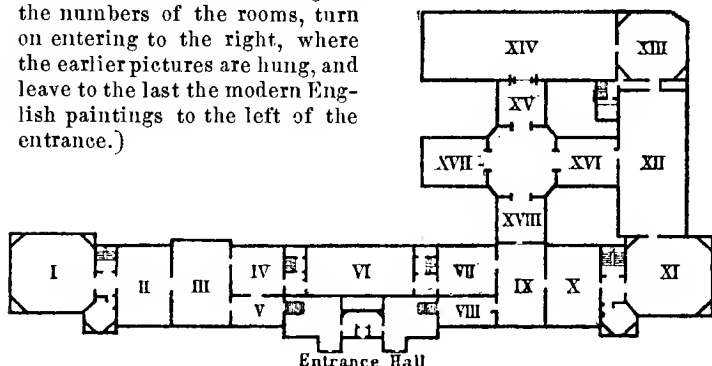 the numbers of the rooms, turn
on entering to the right, where
the earlier pictures are hung, and
leave to the last the modern Eng-
lish paintings to the left of the
entrance.)
XIV
XIII
XV
XVII
XVI
XII
XVIII
I
II
III
IV
V
VI
VII
VIII
IX
X
XI
Entrance Hall